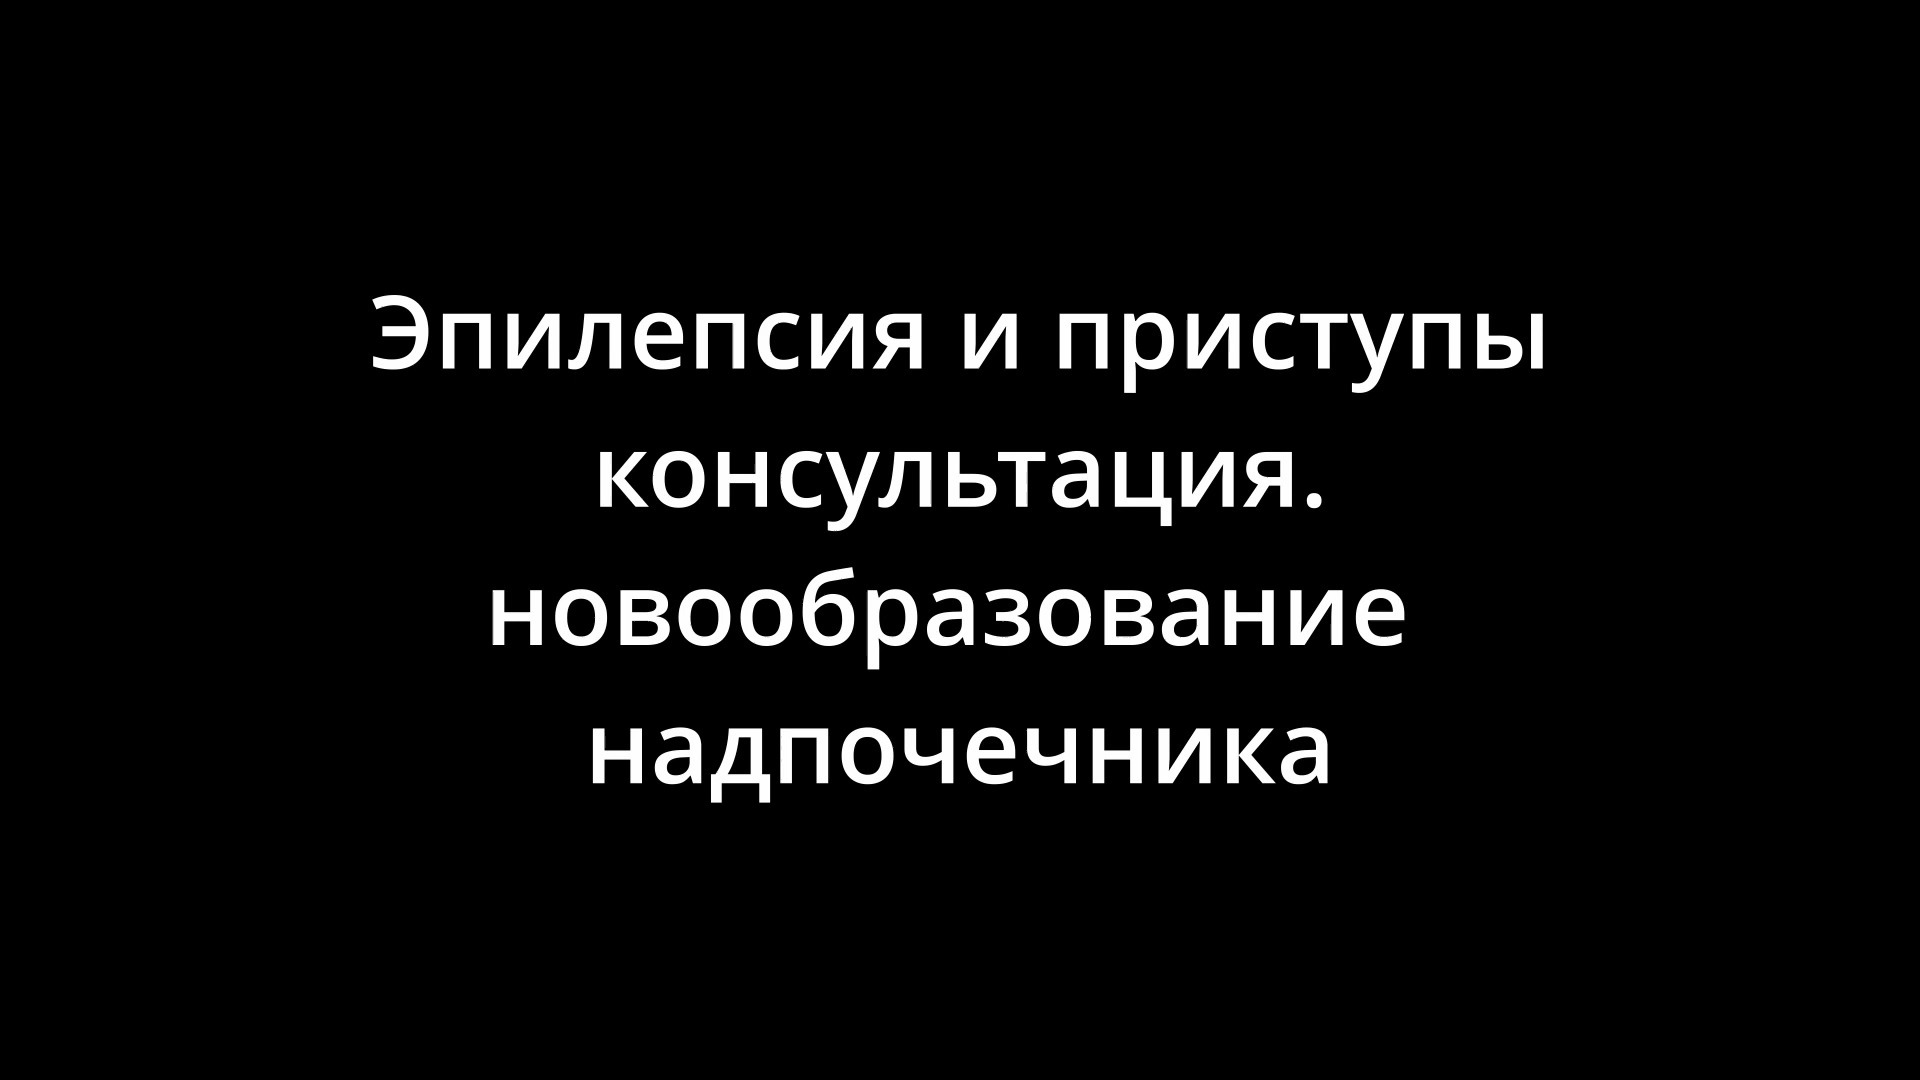 Эпилепсия и приступы
консультация.
новообразование
надпочечника